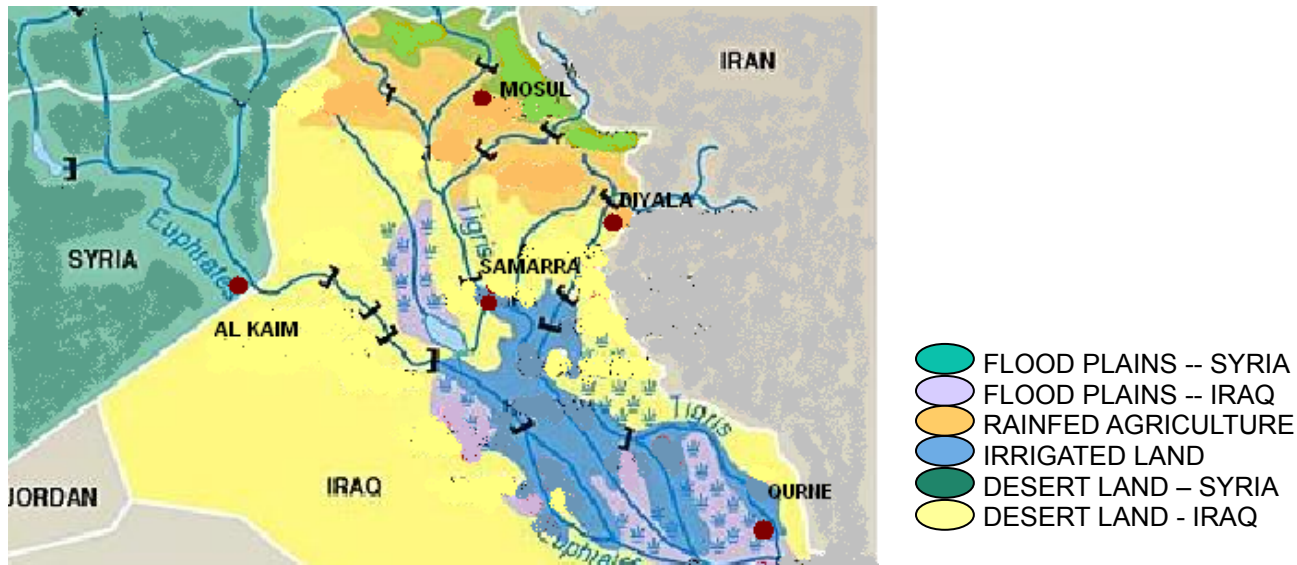 IRAN
MOSUL
DIYALA
Tigris
Euphrates
SYRIA
SAMARRA
AL KAIM
Tigris
IRAQ
QURNE
JORDAN
Euphrates
FLOOD PLAINS -- SYRIA
FLOOD PLAINS -- IRAQ
RAINFED AGRICULTURE
IRRIGATED LAND
DESERT LAND – SYRIA
DESERT LAND - IRAQ